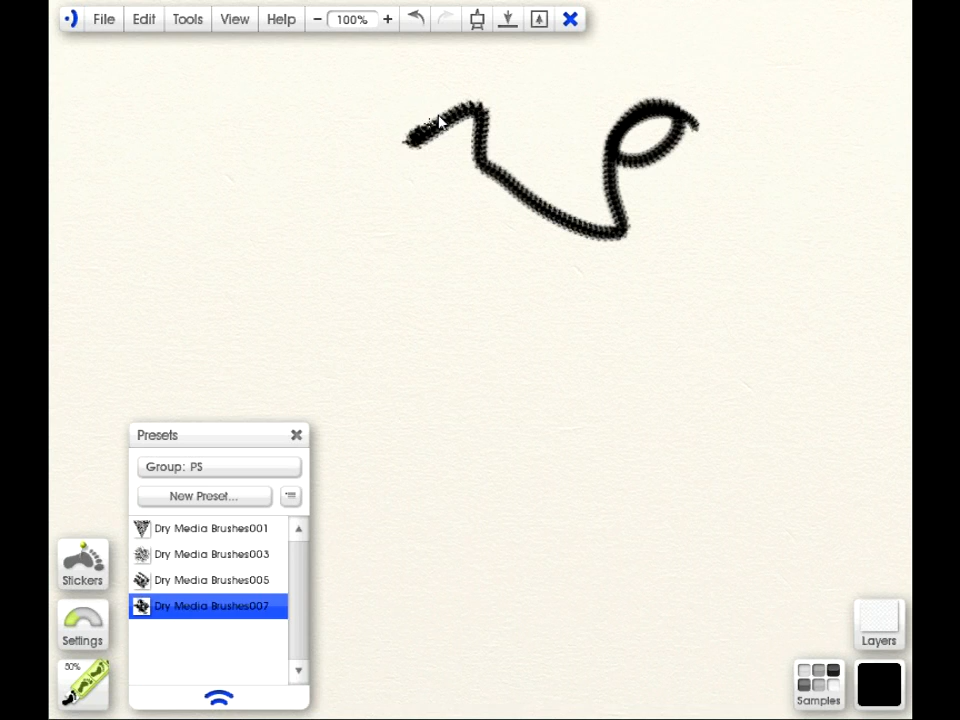 File Edit Tools View Help − 100% +
Presets
Group: PS
New Preset...
Dry Media Brushes001
Dry Media Brushes003
Dry Media Brushes005
Dry Media Brushes007
Stickers
Settings
50%
Layers
Samples